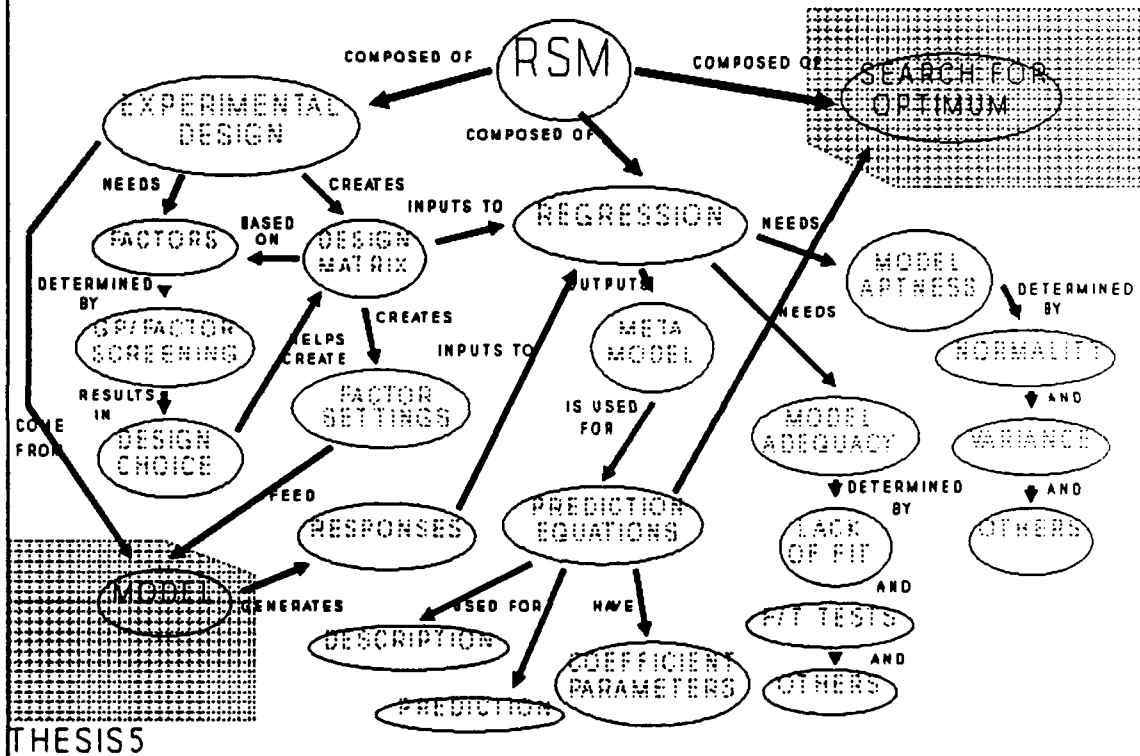 RSM
COMPOSED OF
COMPOSED OF
COMPOSED OF
EXPERIMENTAL
DESIGN
SEARCH FOR
OPTIMUM
NEEDS
CREATES
INPUTS TO
REGRESSION
NEEDS
FACTORS
BASED
ON
DESIGN
MATRIX
MODEL
APTNESS
DETERMINED
BY
DETERMINED
BY
GP/FACTOR
SCREENING
HELPS
CREATE
CREATES
INPUTS TO
OUTPUTS
META
MODEL
NEEDS
NORMALITY
RESULTS
IN
FACTOR
SETTINGS
IS USED
FOR
AND
COME
FROM
DESIGN
CHOICE
MODEL
ADEQUACY
VARIANCE
FEED
RESPONSES
PREDICTION
EQUATIONS
DETERMINED
BY
AND
LACK
OF FIT
OTHERS
MODEL
GENERATES
USED FOR
HAVE
AND
DESCRIPTION
F/T TESTS
COEFFICIENT
PARAMETERS
AND
OTHERS
PREDICTION
THESIS5